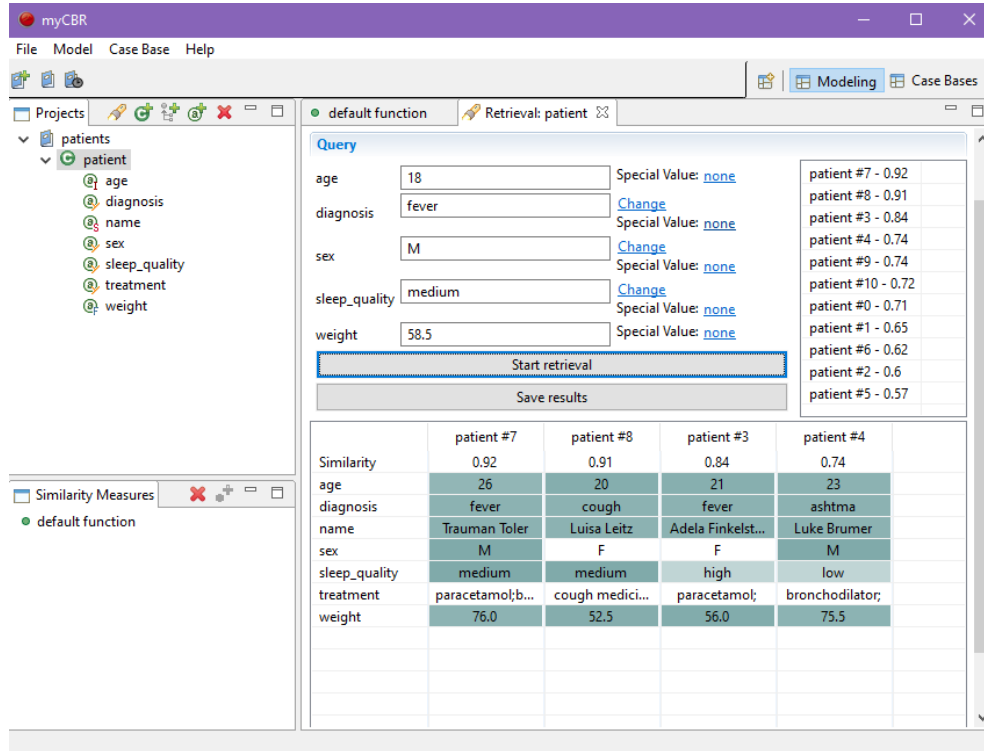 myCBR
File Model Case Base Help
Modeling Case Bases
Projects
patients
patient
age
diagnosis
name
sex
sleep_quality
treatment
weight
Similarity Measures
default function
default function Retrieval: patient
Query
age 18 Special Value: none
diagnosis fever Change
Special Value: none
sex M Change
Special Value: none
sleep_quality medium Change
Special Value: none
weight 58.5 Special Value: none
Start retrieval
Save results
patient #7 - 0.92
patient #8 - 0.91
patient #3 - 0.84
patient #4 - 0.74
patient #9 - 0.74
patient #10 - 0.72
patient #0 - 0.71
patient #1 - 0.65
patient #6 - 0.62
patient #2 - 0.6
patient #5 - 0.57
patient #7 patient #8 patient #3 patient #4
Similarity 0.92 0.91 0.84 0.74
age 26 20 21 23
diagnosis fever cough fever ashtma
name Trauman Toler Luisa Leitz Adela Finkelst... Luke Brumer
sex M F F M
sleep_quality medium medium high low
treatment paracetamol;b... cough medici... paracetamol; bronchodilator;
weight 76.0 52.5 56.0 75.5